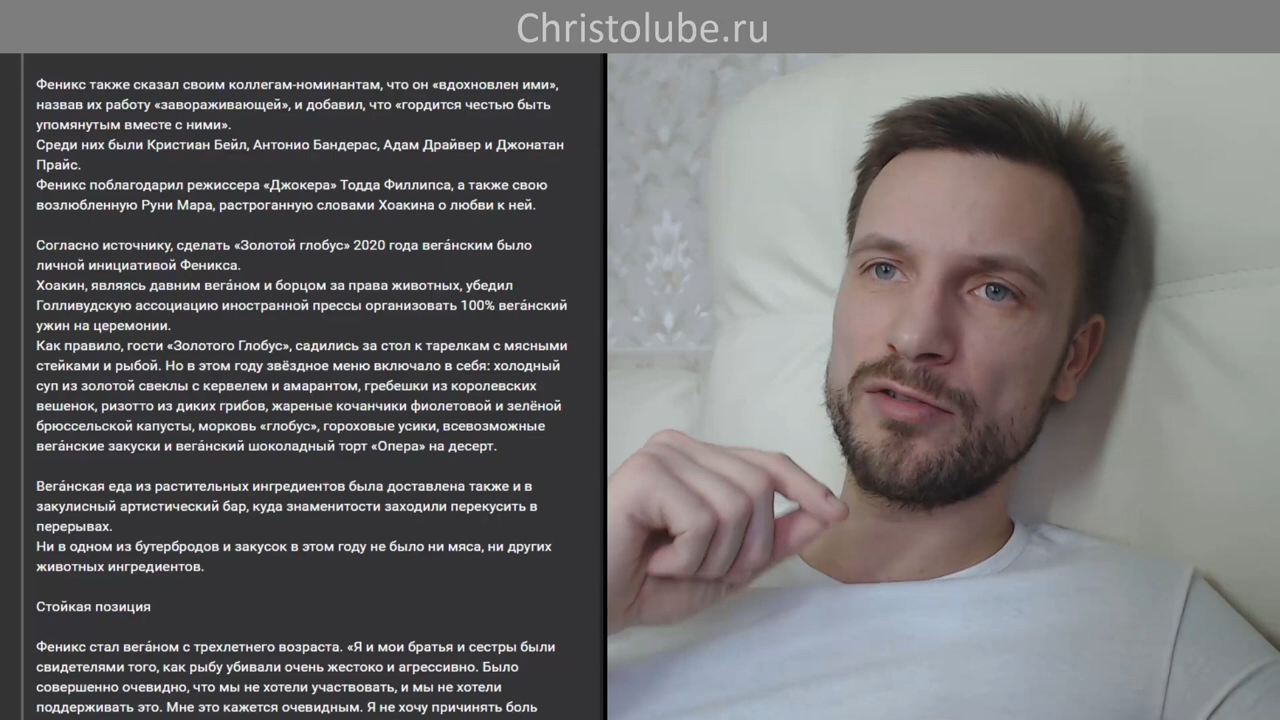 Christolube.ru
Феникс также сказал своим коллегам-номинантам, что он «вдохновлен ими»,
назвав их работу «завораживающей», и добавил, что «гордится честью быть
упомянутым вместе с ними».
Среди них были Кристиан Бейл, Антонио Бандерас, Адам Драйвер и Джонатан
Прайс.
Феникс поблагодарил режиссера «Джокера» Тодда Филлипса, а также свою
возлюбленную Руни Мара, растроганную словами Хоакина о любви к ней.
Согласно источнику, сделать «Золотой глобус» 2020 года вега́нским было
личной инициативой Феникса.
Хоакин, являясь давним вега́ном и борцом за права животных, убедил
Голливудскую ассоциацию иностранной прессы организовать 100% вега́нский
ужин на церемонии.
Как правило, гости «Золотого Глобус», садились за стол к тарелкам с мясными
стейками и рыбой. Но в этом году звёздное меню включало в себя: холодный
суп из золотой свеклы с кервелем и амарантом, гребешки из королевских
вешенок, ризотто из диких грибов, жареные кочанчики фиолетовой и зелёной
брюссельской капусты, морковь «глобус», гороховые усики, всевозможные
вега́нские закуски и вега́нский шоколадный торт «Опера» на десерт.
Вега́нская еда из растительных ингредиентов была доставлена также и в
закулисный артистический бар, куда знаменитости заходили перекусить в
перерывах.
Ни в одном из бутербродов и закусок в этом году не было ни мяса, ни других
животных ингредиентов.
Стойкая позиция
Феникс стал вега́ном с трехлетнего возраста. «Я и мои братья и сестры были
свидетелями того, как рыбу убивали очень жестоко и агрессивно. Было
совершенно очевидно, что мы не хотели участвовать, и мы не хотели
поддерживать это. Мне это кажется очевидным. Я не хочу причинять боль